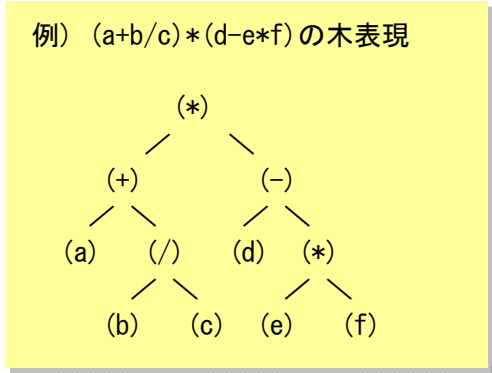 例) (a+b/c)*(d-e*f)の木表現
(*)
(+) (-)
(a) (/) (d) (*)
(b) (c) (e) (f)